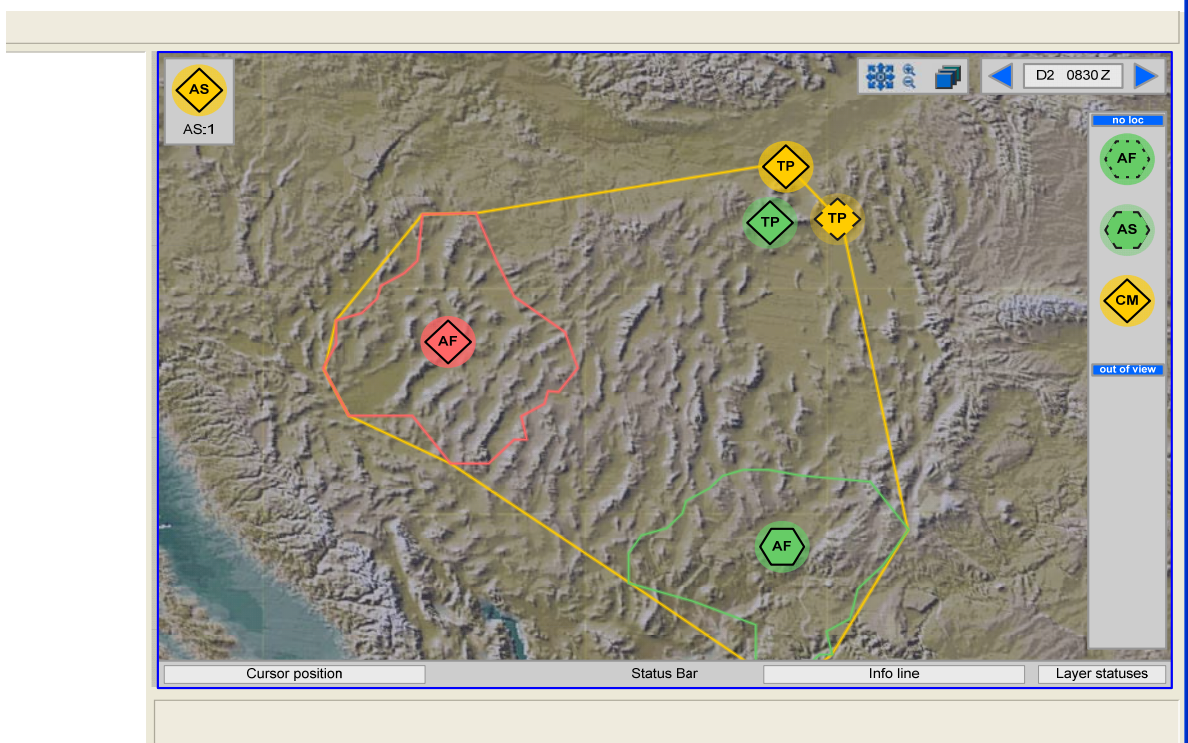 AS
AS:1
D2 0830 Z
no loc
AF
AS
CM
out of view
TP
TP
TP
AF
AF
Cursor position
Status Bar
Info line
Layer statuses